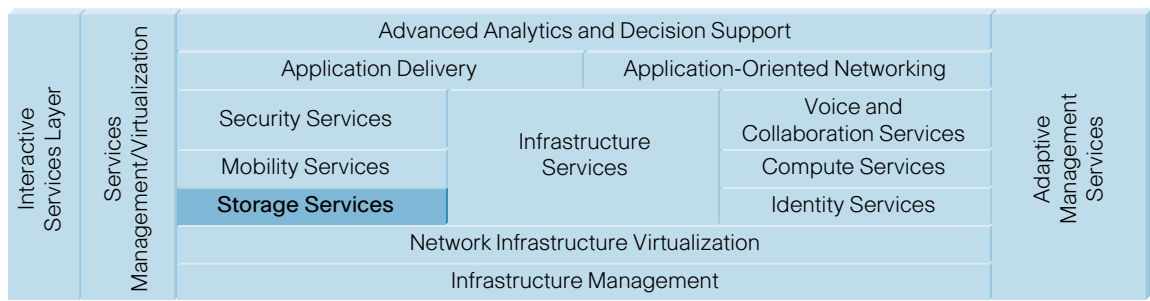 Interactive
Services Layer
Services
Management/Virtualization
Advanced Analytics and Decision Support
Application Delivery
Application-Oriented Networking
Security Services
Mobility Services
Storage Services
Infrastructure
Services
Voice and
Collaboration Services
Compute Services
Identity Services
Network Infrastructure Virtualization
Infrastructure Management
Adaptive
Management
Services